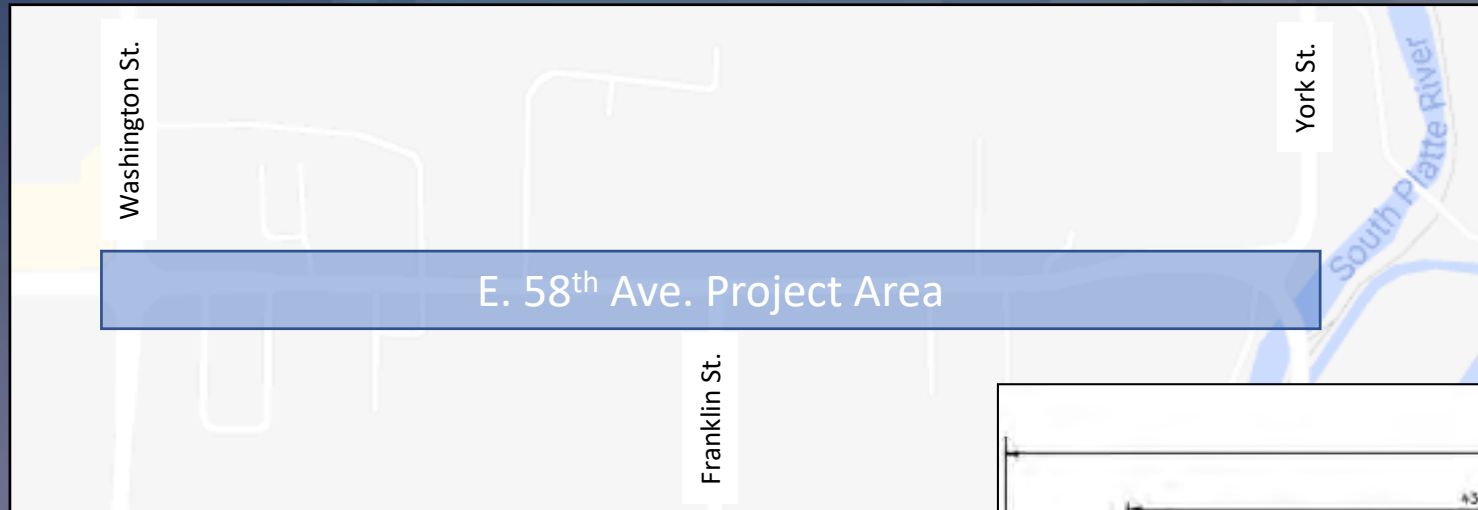 Washington St.
York St.
South Platte River
E. 58th Ave. Project Area
Franklin St.